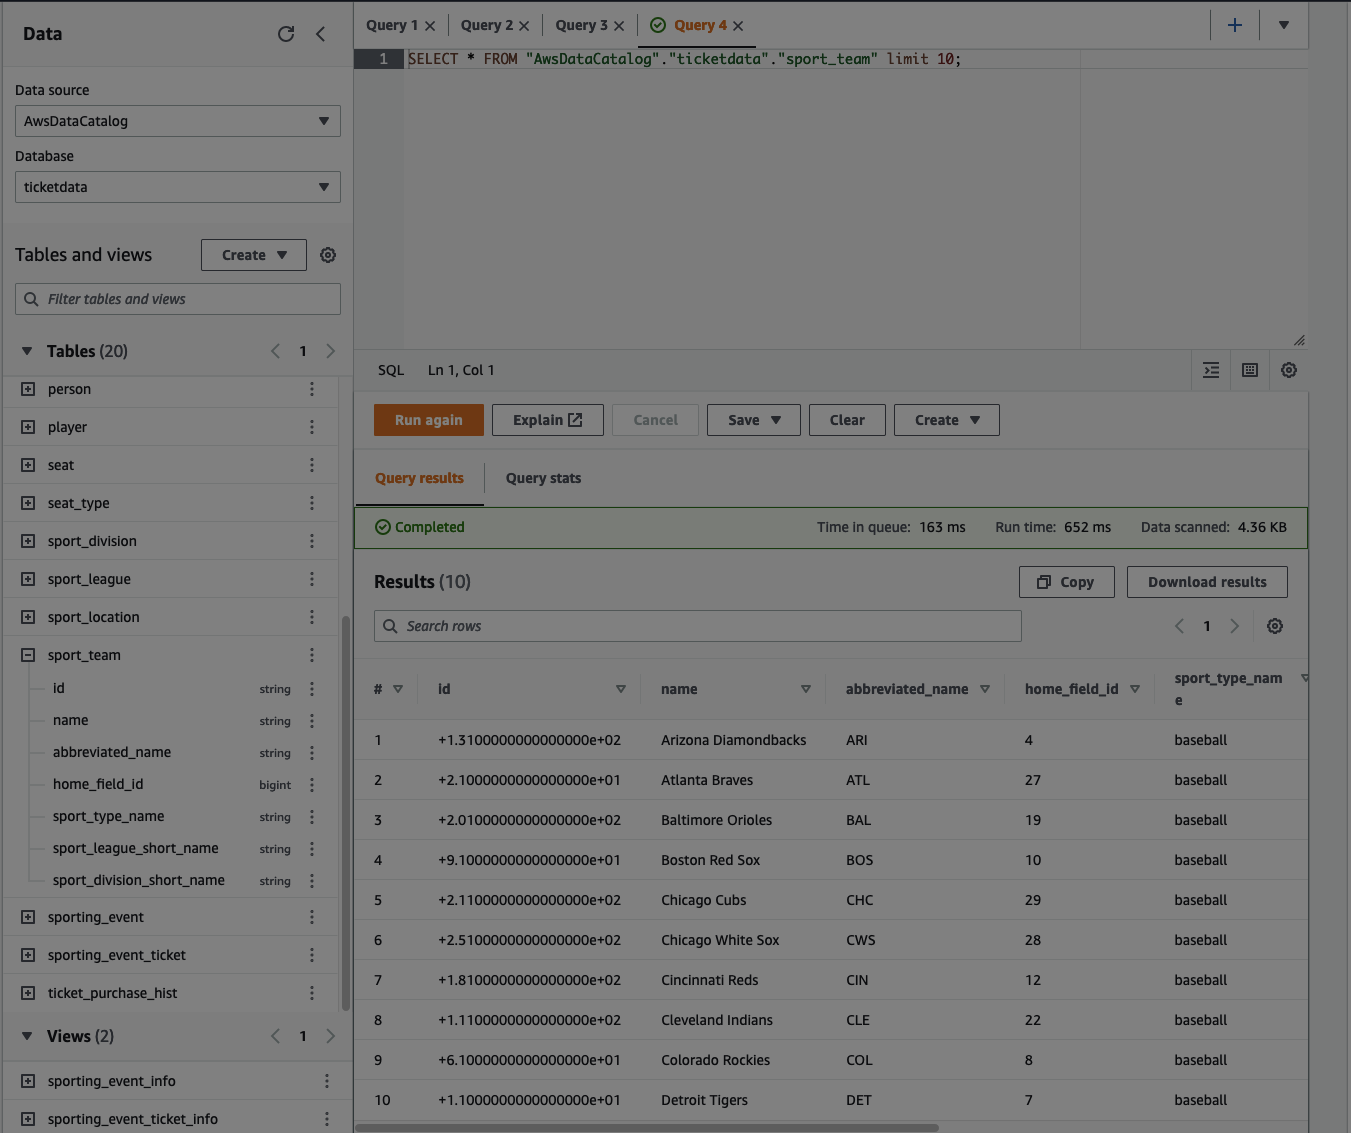 Data
Data source
AwsDataCatalog
Database
ticketdata
Tables and views
Create
Filter tables and views
Tables (20)
1
person
player
seat
seat_type
sport_division
sport_league
sport_location
sport_team
id string
name string
abbreviated_name string
home_field_id bigint
sport_type_name string
sport_league_short_name string
sport_division_short_name string
sporting_event
sporting_event_ticket
ticket_purchase_hist
Views (2)
1
sporting_event_info
sporting_event_ticket_info
Query 1 Query 2 Query 3 Query 4
1 SELECT * FROM "AwsDataCatalog"."ticketdata"."sport_team" limit 10;
SQL Ln 1, Col 1
Run again Explain Cancel Save Clear Create
Query results Query stats
Completed Time in queue: 163 ms Run time: 652 ms Data scanned: 4.36 KB
Results (10) Copy Download results
Search rows 1
# id name abbreviated_name home_field_id sport_type_nam
e
1 +1.3100000000000000e+02 Arizona Diamondbacks ARI 4 baseball
2 +2.1000000000000000e+01 Atlanta Braves ATL 27 baseball
3 +2.0100000000000000e+02 Baltimore Orioles BAL 19 baseball
4 +9.1000000000000000e+01 Boston Red Sox BOS 10 baseball
5 +2.1100000000000000e+02 Chicago Cubs CHC 29 baseball
6 +2.5100000000000000e+02 Chicago White Sox CWS 28 baseball
7 +1.8100000000000000e+02 Cincinnati Reds CIN 12 baseball
8 +1.1100000000000000e+02 Cleveland Indians CLE 22 baseball
9 +6.1000000000000000e+01 Colorado Rockies COL 8 baseball
10 +1.1000000000000000e+01 Detroit Tigers DET 7 baseball